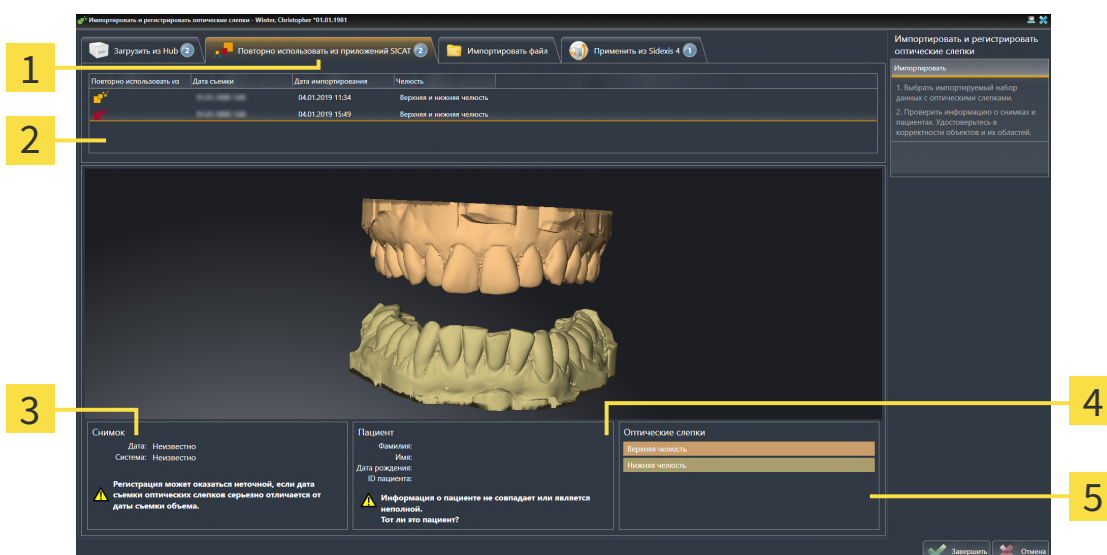 Импортировать и регистрировать оптические слепки - Winter, Christopher *01.01.1981
Загрузить из Hub 2
Повторно использовать из приложений SICAT 2
Импортировать файл
Применить из Sidexis 4 1
Импортировать и регистрировать
оптические слепки
Импортировать
1. Выбрать импортируемый набор
данных с оптическими слепками.
2. Проверить информацию о снимках и
пациентах. Удостоверьтесь в
корректности объектов и их областей.
1
Повторно использовать из Дата съемки Дата импортирования Челюсть
04.01.2019 11:34 Верхняя и нижняя челюсть
04.01.2019 15:49 Верхняя и нижняя челюсть
2
3
Снимок
Дата: Неизвестно
Система: Неизвестно
Регистрация может оказаться неточной, если дата
съемки оптических слепков серьезно отличается от
даты съемки объема.
Пациент
Фамилия:
Имя:
Дата рождения:
ID пациента:
Информация о пациенте не совпадает или является
неполной.
Тот ли это пациент?
4
Оптические слепки
Верхняя челюсть
Нижняя челюсть
5
Завершить
Отмена